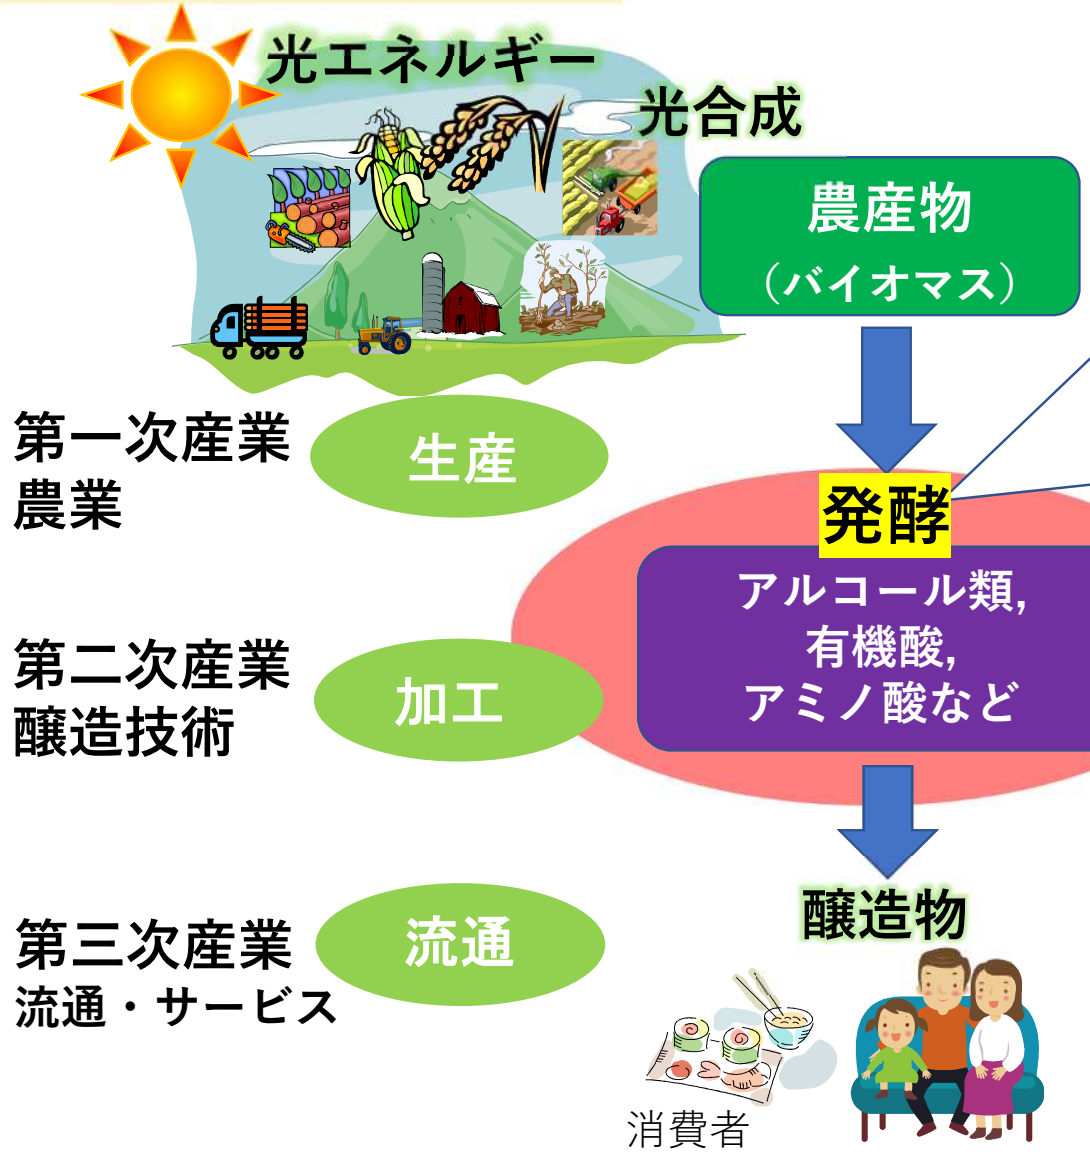 光エネルギー
光合成
農産物
（バイオマス）
第一次産業
農業
生産
発酵
アルコール類,
有機酸,
アミノ酸など
第二次産業
醸造技術
加工
醸造物
第三次産業
流通・サービス
流通
消費者